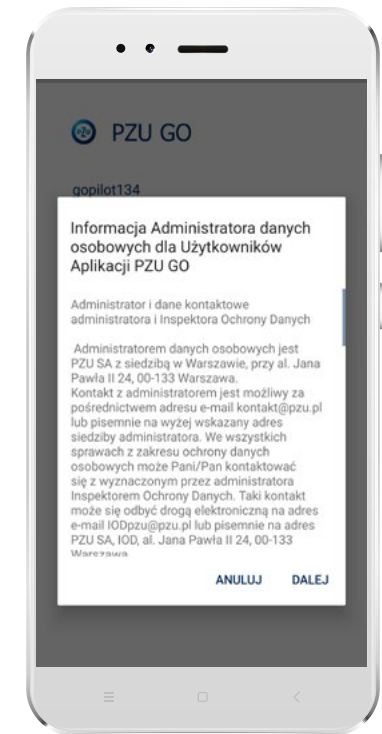 PZU
PZU GO
gopilot134
Informacja Administratora danych
osobowych dla Użytkowników
Aplikacji PZU GO
Administrator i dane kontaktowe
administratora i Inspektora Ochrony Danych
Administratorem danych osobowych jest
PZU SA z siedzibą w Warszawie, przy al. Jana
Pawła II 24, 00-133 Warszawa.
Kontakt z administratorem jest możliwy za
pośrednictwem adresu e-mail kontakt@pzu.pl
lub pisemnie na wyżej wskazany adres
siedziby administratora. We wszystkich
sprawach z zakresu ochrony danych
osobowych może Pani/Pan kontaktować
się z wyznaczonym przez administratora
Inspektorem Ochrony Danych. Taki kontakt
może się odbyć drogą elektroniczną na adres
e-mail IODpzu@pzu.pl lub pisemnie na adres
PZU SA, IOD, al. Jana Pawła II 24, 00-133
Warszawa
ANULUJ DALEJ